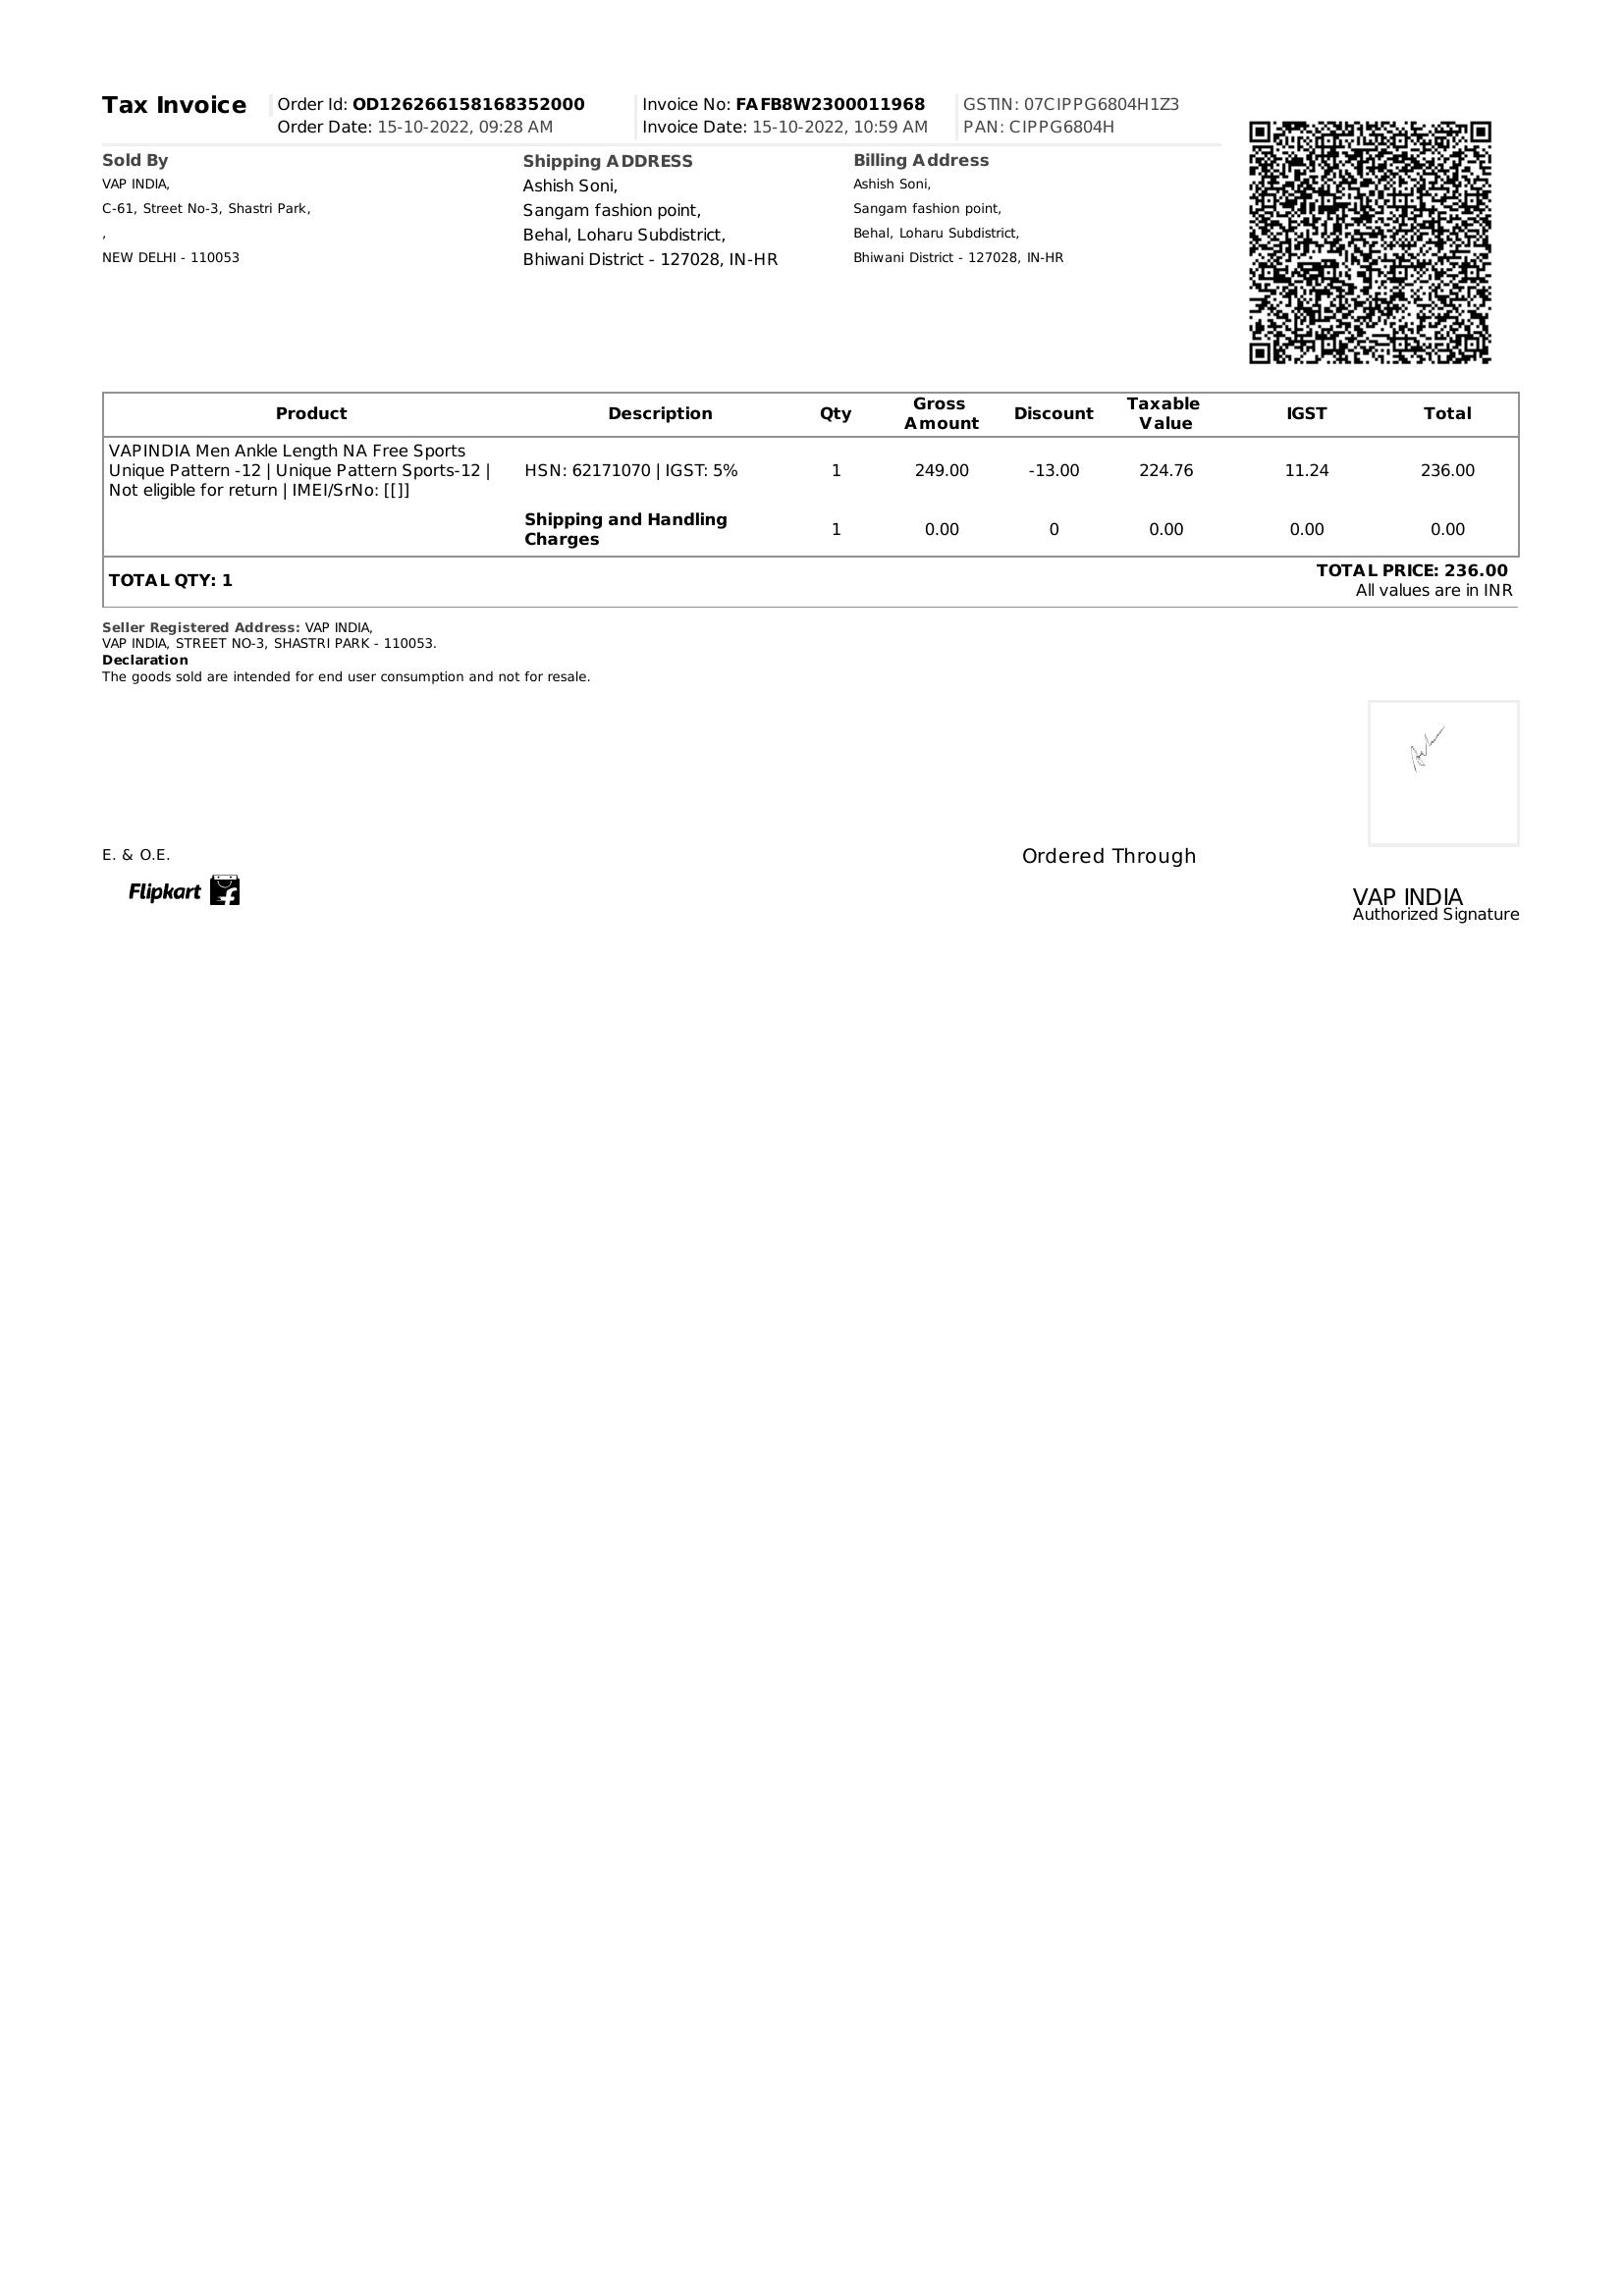 Tax Invoice
Order Id: OD126266158168352000
Order Date: 15-10-2022, 09:28 AM
Invoice No: FAFB8W2300011968
Invoice Date: 15-10-2022, 10:59 AM
GSTIN: 07CIPPG6804H1Z3
PAN: CIPPG6804H
Sold By
VAP INDIA,
C-61, Street No-3, Shastri Park,
,
NEW DELHI - 110053
Shipping ADDRESS
Ashish Soni,
Sangam fashion point,
Behal, Loharu Subdistrict,
Bhiwani District - 127028, IN-HR
Billing Address
Ashish Soni,
Sangam fashion point,
Behal, Loharu Subdistrict,
Bhiwani District - 127028, IN-HR
Product Description Qty Gross Amount Discount Taxable Value IGST Total
VAPINDIA Men Ankle Length NA Free Sports
Unique Pattern -12 | Unique Pattern Sports-12 |
Not eligible for return | IMEI/SrNo: [[]]
HSN: 62171070 | IGST: 5% 1 249.00 -13.00 224.76 11.24 236.00
Shipping and Handling
Charges
1 0.00 0 0.00 0.00 0.00
TOTAL QTY: 1
TOTAL PRICE: 236.00
All values are in INR
Seller Registered Address: VAP INDIA,
VAP INDIA, STREET NO-3, SHASTRI PARK - 110053.
Declaration
The goods sold are intended for end user consumption and not for resale.
E. & O.E.
Ordered Through
Flipkart
VAP INDIA
Authorized Signature